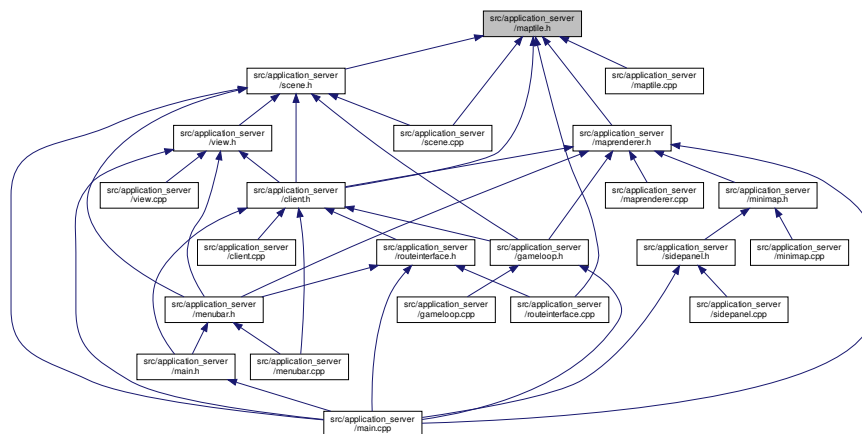 src/application_server
/maptile.h
src/application_server
/scene.h
src/application_server
/maptile.cpp
src/application_server
/view.h
src/application_server
/scene.cpp
src/application_server
/maprenderer.h
src/application_server
/view.cpp
src/application_server
/client.h
src/application_server
/maprenderer.cpp
src/application_server
/minimap.h
src/application_server
/client.cpp
src/application_server
/routeinterface.h
src/application_server
/gameloop.h
src/application_server
/sidepanel.h
src/application_server
/minimap.cpp
src/application_server
/menubar.h
src/application_server
/gameloop.cpp
src/application_server
/routeinterface.cpp
src/application_server
/sidepanel.cpp
src/application_server
/main.h
src/application_server
/menubar.cpp
src/application_server
/main.cpp